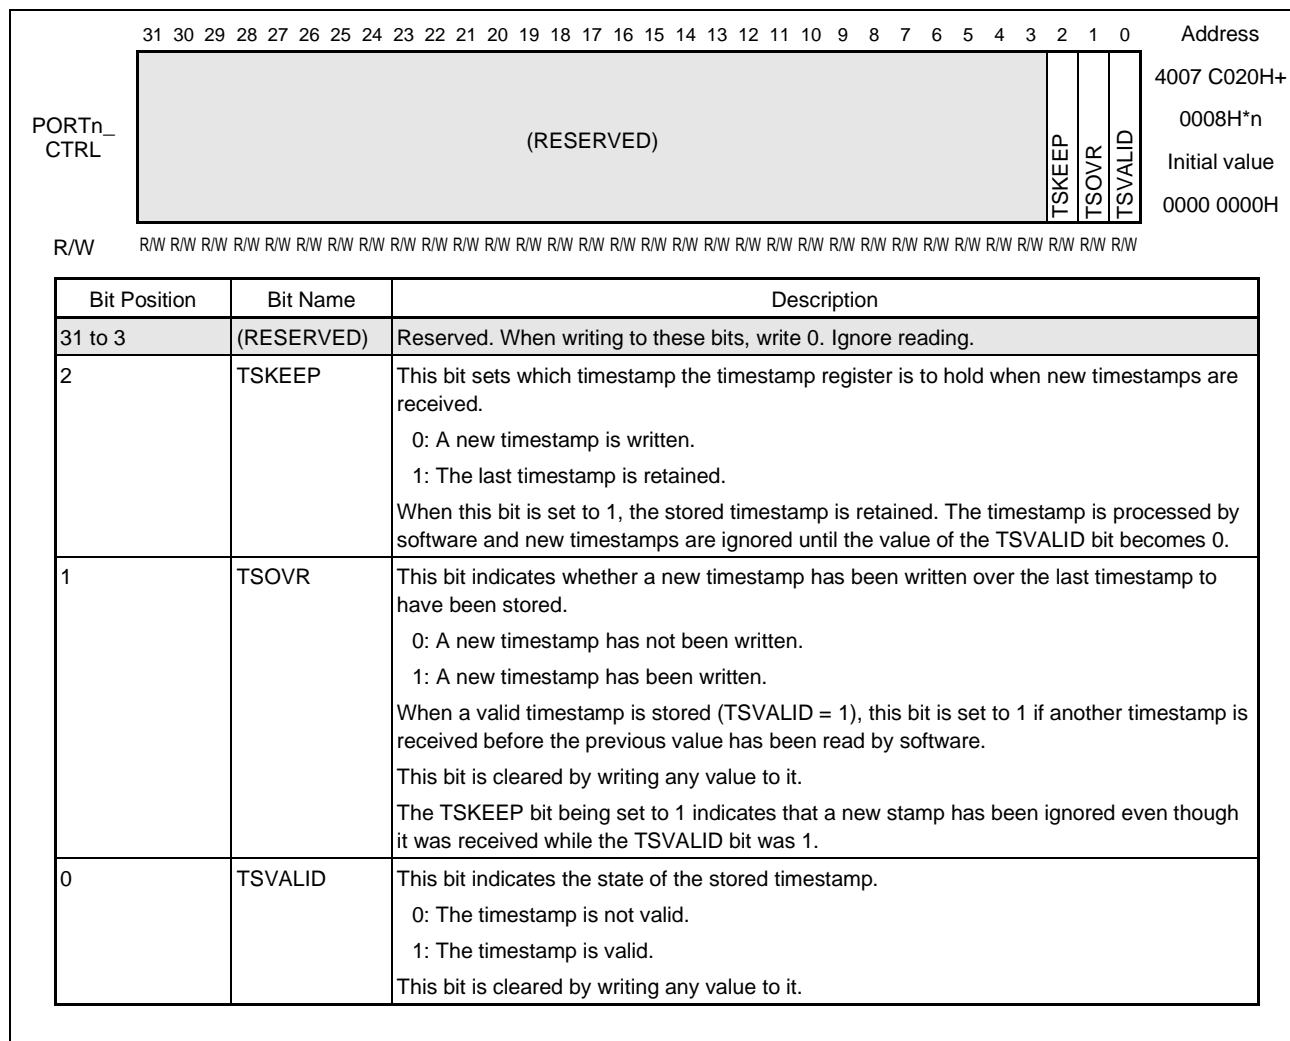 31 30 29 28 27 26 25 24 23 22 21 20 19 18 17 16 15 14 13 12 11 10 9 8 7 6 5 4 3 2 1 0 Address
4007 C020H+
0008H*n
Initial value
0000 0000H
PORTn_
CTRL
(RESERVED)
TSKEEP
TSOVR
TSVALID
R/W R/W R/W R/W R/W R/W R/W R/W R/W R/W R/W R/W R/W R/W R/W R/W R/W R/W R/W R/W R/W R/W R/W R/W R/W R/W R/W R/W R/W R/W R/W R/W R/W
Bit Position Bit Name Description
31 to 3 (RESERVED) Reserved. When writing to these bits, write 0. Ignore reading.
2 TSKEEP This bit sets which timestamp the timestamp register is to hold when new timestamps are
received.
0: A new timestamp is written.
1: The last timestamp is retained.
When this bit is set to 1, the stored timestamp is retained. The timestamp is processed by
software and new timestamps are ignored until the value of the TSVALID bit becomes 0.
1 TSOVR This bit indicates whether a new timestamp has been written over the last timestamp to
have been stored.
0: A new timestamp has not been written.
1: A new timestamp has been written.
When a valid timestamp is stored (TSVALID = 1), this bit is set to 1 if another timestamp is
received before the previous value has been read by software.
This bit is cleared by writing any value to it.
The TSKEEP bit being set to 1 indicates that a new stamp has been ignored even though
it was received while the TSVALID bit was 1.
0 TSVALID This bit indicates the state of the stored timestamp.
0: The timestamp is not valid.
1: The timestamp is valid.
This bit is cleared by writing any value to it.